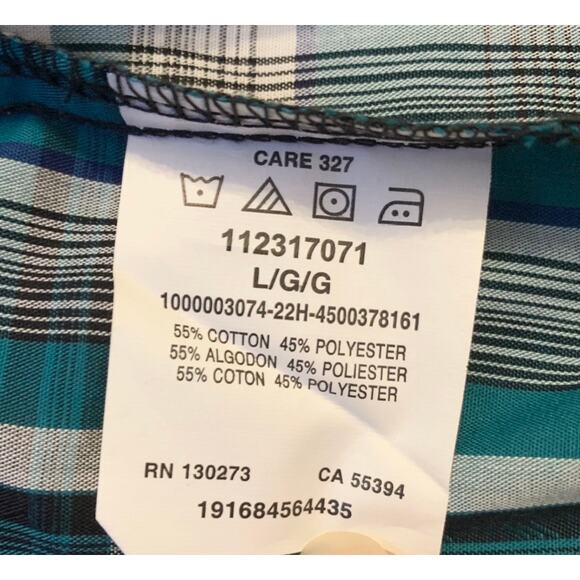 CARE 327
112317071
L/G/G
1000003074-22H-4500378161
55% COTTON 45% POLYESTER
55% ALGODON 45% POLIESTER
55% COTON 45% POLYESTER
RN 130273 CA 55394
191684564435